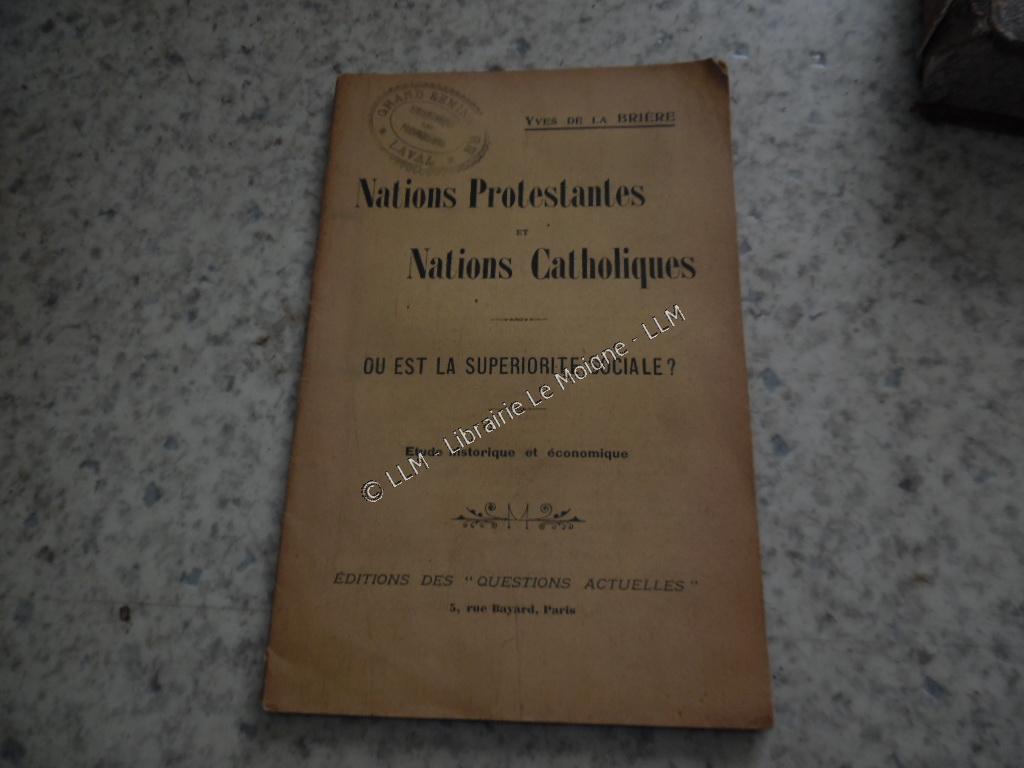 GRAND SÉMINAIRE
LAVAL
YVES DE LA BRIÈRE
Nations Protestantes
ET
Nations Catholiques
OU EST LA SUPERIORITE SOCIALE ?
Etude historique et économique
ÉDITIONS DES "QUESTIONS ACTUELLES"
5, rue Bayard, Paris
© LLM - Librairie Le Moigne - LLM